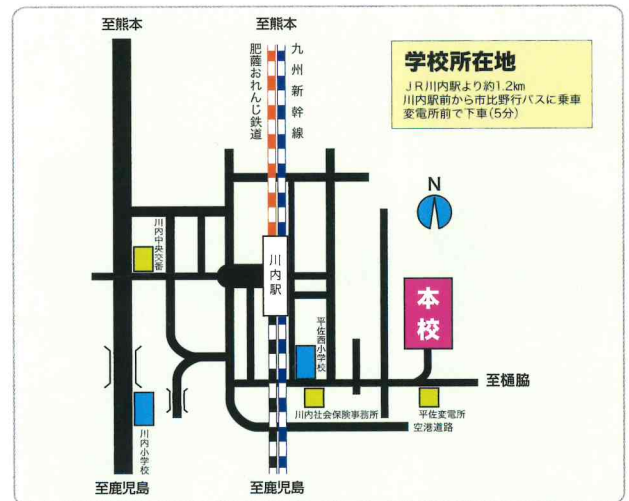 至熊本
至熊本
肥薩おれんじ鉄道
九州新幹線
学校所在地
JR川内駅より約1.2km
川内駅前から市比野行バスに乗車
変電所前で下車(5分)
N
川内中央交番
川内駅
本校
平佐西小学校
至樋脇
川内社会保険事務所
平佐変電所
空港道路
川内小学校
至鹿児島
至鹿児島